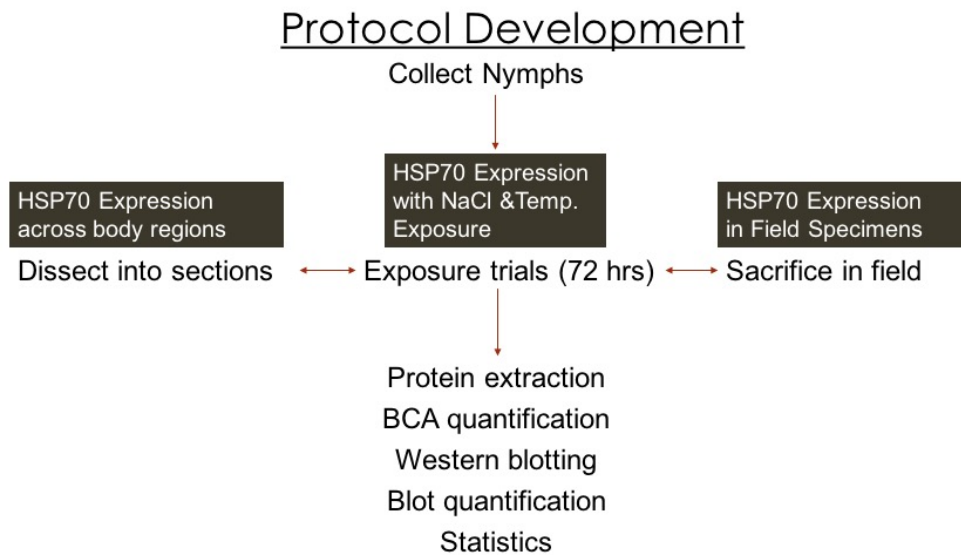 Protocol Development
Collect Nymphs
HSP70 Expression
across body regions
HSP70 Expression
with NaCl &Temp.
Exposure
HSP70 Expression
in Field Specimens
Dissect into sections
Exposure trials (72 hrs)
Sacrifice in field
Protein extraction
BCA quantification
Western blotting
Blot quantification
Statistics